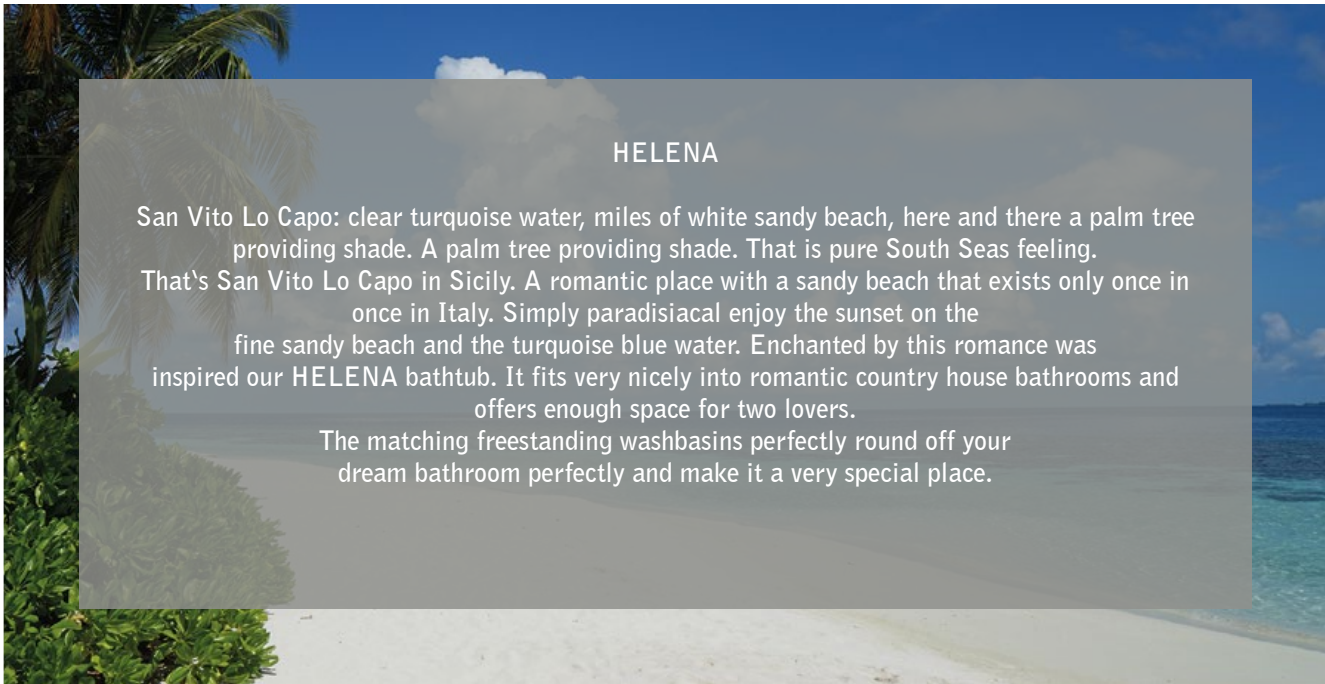 HELENA
San Vito Lo Capo: clear turquoise water, miles of white sandy beach, here and there a palm tree
providing shade. A palm tree providing shade. That is pure South Seas feeling.
That‘s San Vito Lo Capo in Sicily. A romantic place with a sandy beach that exists only once in
once in Italy. Simply paradisiacal enjoy the sunset on the
fine sandy beach and the turquoise blue water. Enchanted by this romance was
inspired our HELENA bathtub. It fits very nicely into romantic country house bathrooms and
offers enough space for two lovers.
The matching freestanding washbasins perfectly round off your
dream bathroom perfectly and make it a very special place.